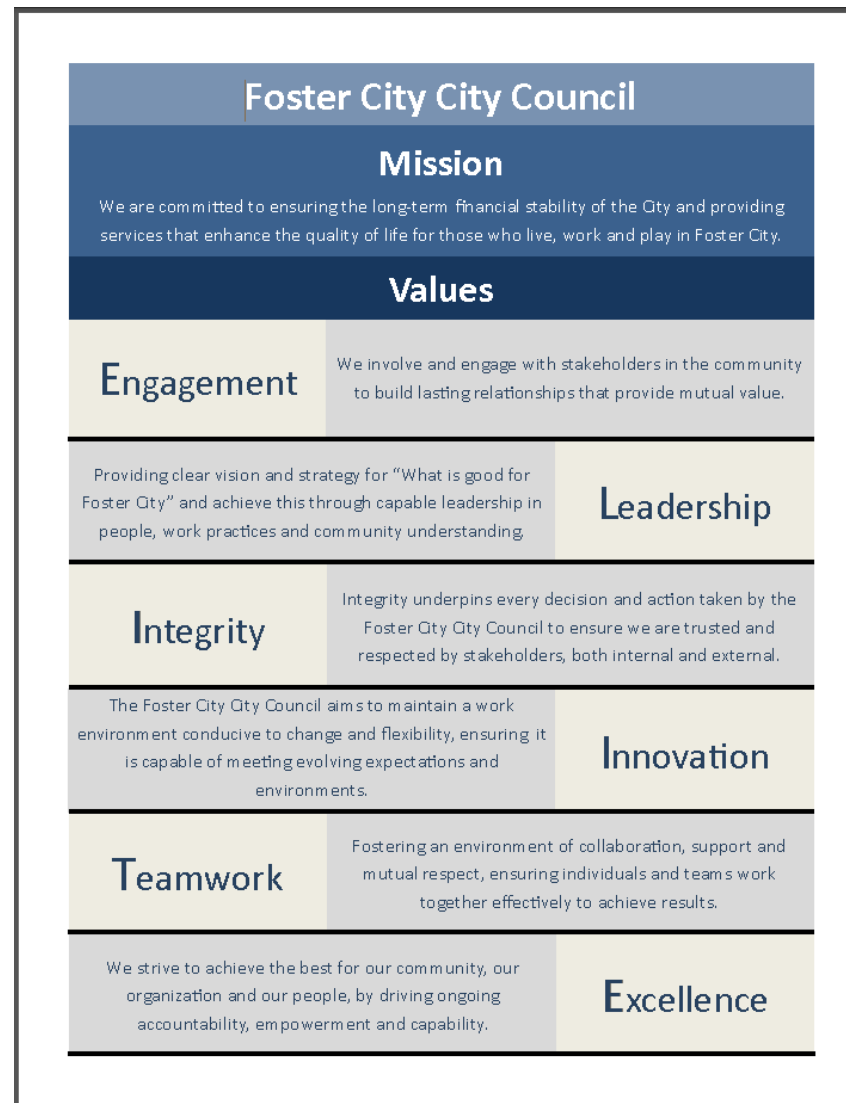 Foster City City Council
Mission
We are committed to ensuring the long-term financial stability of the City and providing
services that enhance the quality of life for those who live, work and play in Foster City.
Values
Engagement
We involve and engage with stakeholders in the community
to build lasting relationships that provide mutual value.
Providing clear vision and strategy for “What is good for
Foster City” and achieve this through capable leadership in
people, work practices and community understanding.
Leadership
Integrity
Integrity underpins every decision and action taken by the
Foster City City Council to ensure we are trusted and
respected by stakeholders, both internal and external.
The Foster City City Council aims to maintain a work
environment conducive to change and flexibility, ensuring it
is capable of meeting evolving expectations and
environments.
Innovation
Teamwork
Fostering an environment of collaboration, support and
mutual respect, ensuring individuals and teams work
together effectively to achieve results.
We strive to achieve the best for our community, our
organization and our people, by driving ongoing
accountability, empowerment and capability.
Excellence